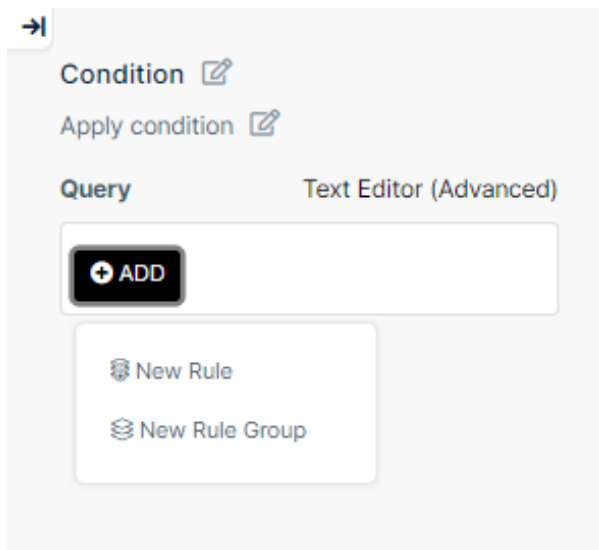 Condition
Apply condition
Query Text Editor (Advanced)
ADD
New Rule
New Rule Group